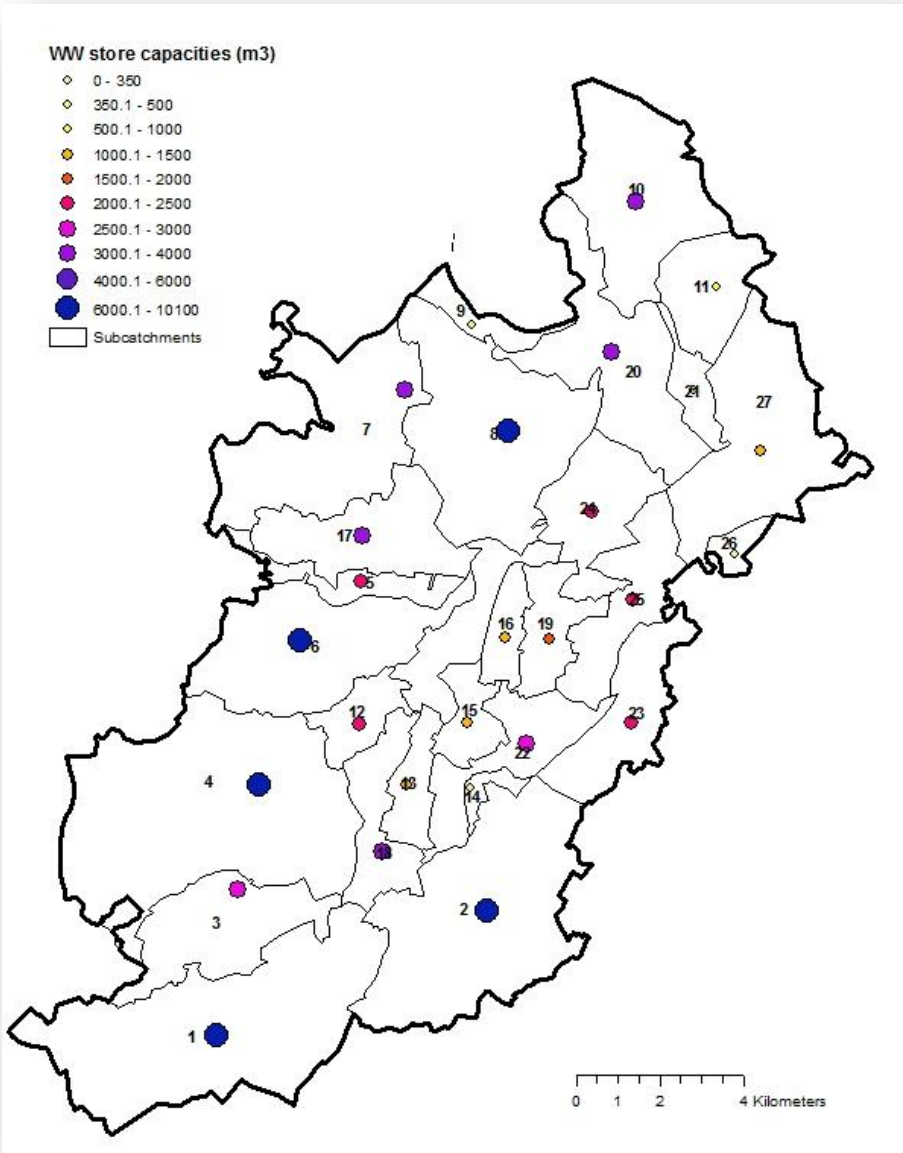 WW store capacities (m3)
0 - 350
350.1 - 500
500.1 - 1000
1000.1 - 1500
1500.1 - 2000
2000.1 - 2500
2500.1 - 3000
3000.1 - 4000
4000.1 - 6000
6000.1 - 10100
Subcatchments
10
11
9
20
21
27
7
8
24
17
26
5
25
16
19
6
12
15
23
22
4
13
14
18
2
3
1
0 1 2 4 Kilometers